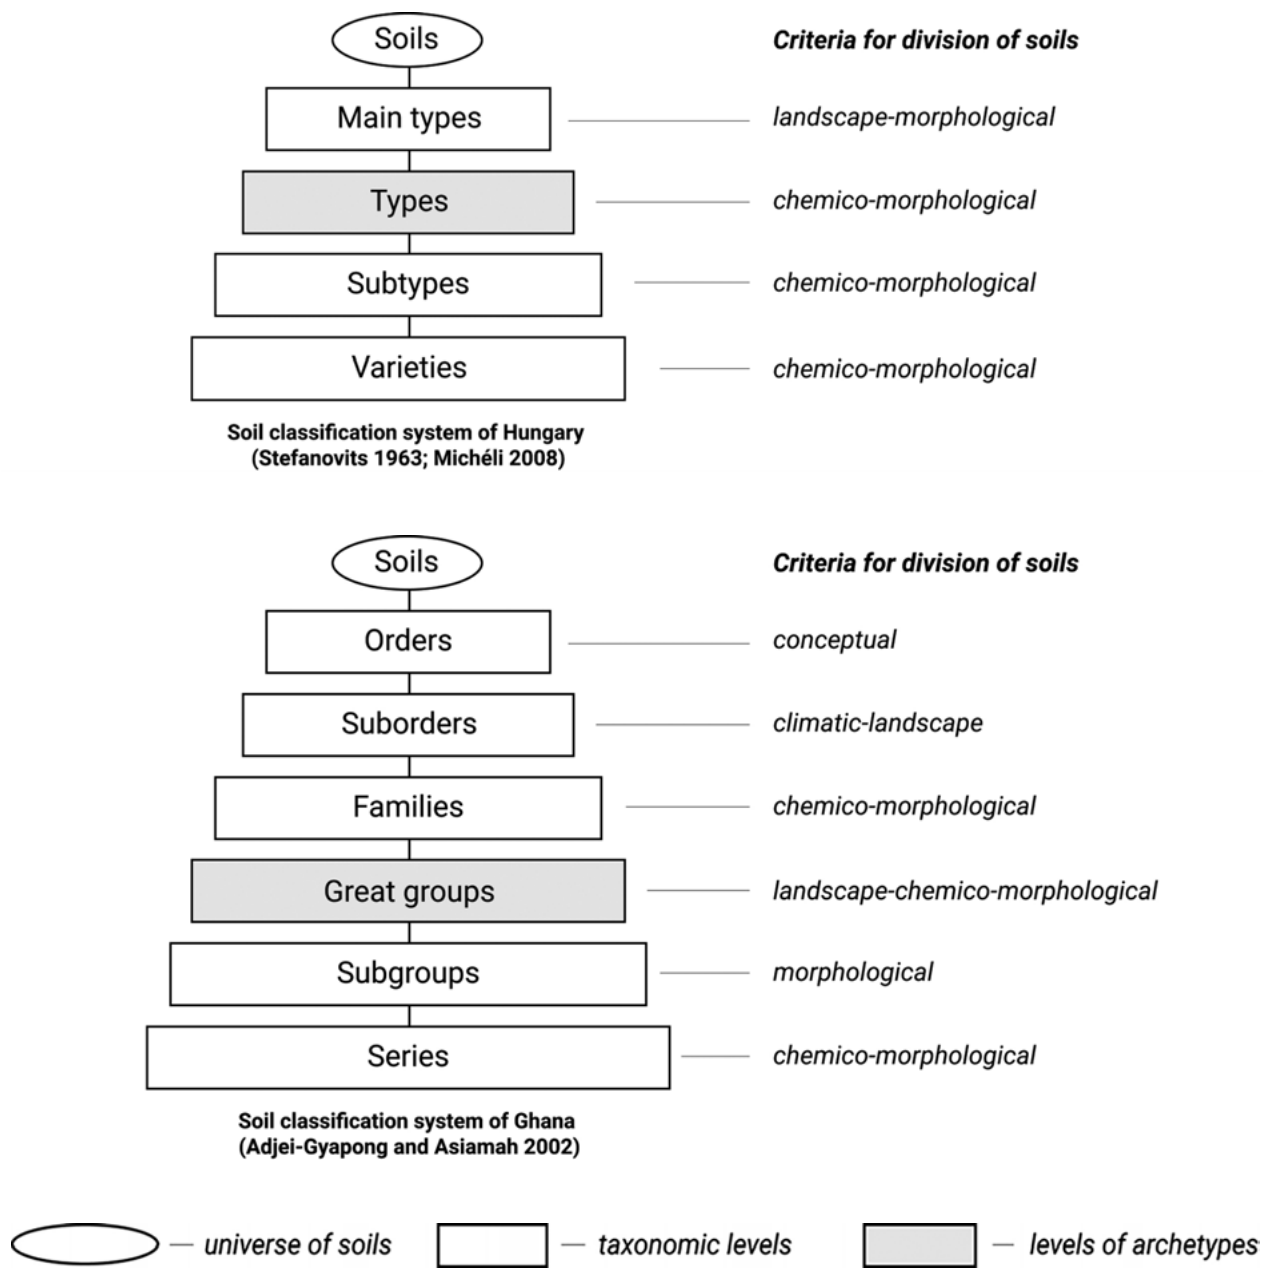 Soils
Criteria for division of soils
Main types
landscape-morphological
Types
chemico-morphological
Subtypes
chemico-morphological
Varieties
chemico-morphological
Soil classification system of Hungary
(Stefanovits 1963; Michéli 2008)
Soils
Criteria for division of soils
Orders
conceptual
Suborders
climatic-landscape
Families
chemico-morphological
Great groups
landscape-chemico-morphological
Subgroups
morphological
Series
chemico-morphological
Soil classification system of Ghana
(Adjei-Gyapong and Asiamah 2002)
universe of soils
taxonomic levels
levels of archetypes